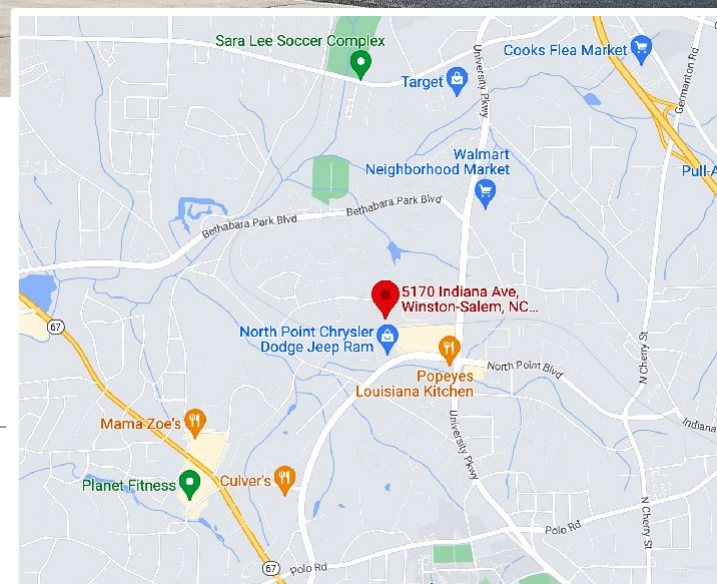 Sara Lee Soccer Complex
Cooks Flea Market
Target
University Pkwy
Germanton Rd
Walmart
Neighborhood Market
Pull-A
Bethabara Park Blvd
Bethabara Park Blvd
5170 Indiana Ave,
Winston-Salem, NC...
67
North Point Chrysler
Dodge Jeep Ram
Popeyes
Louisiana Kitchen
North Point Blvd
N Cherry St
Indiana
Mama Zoe's
University Pkwy
Planet Fitness
Culver's
N Cherry St
Polo Rd
67
Polo Rd